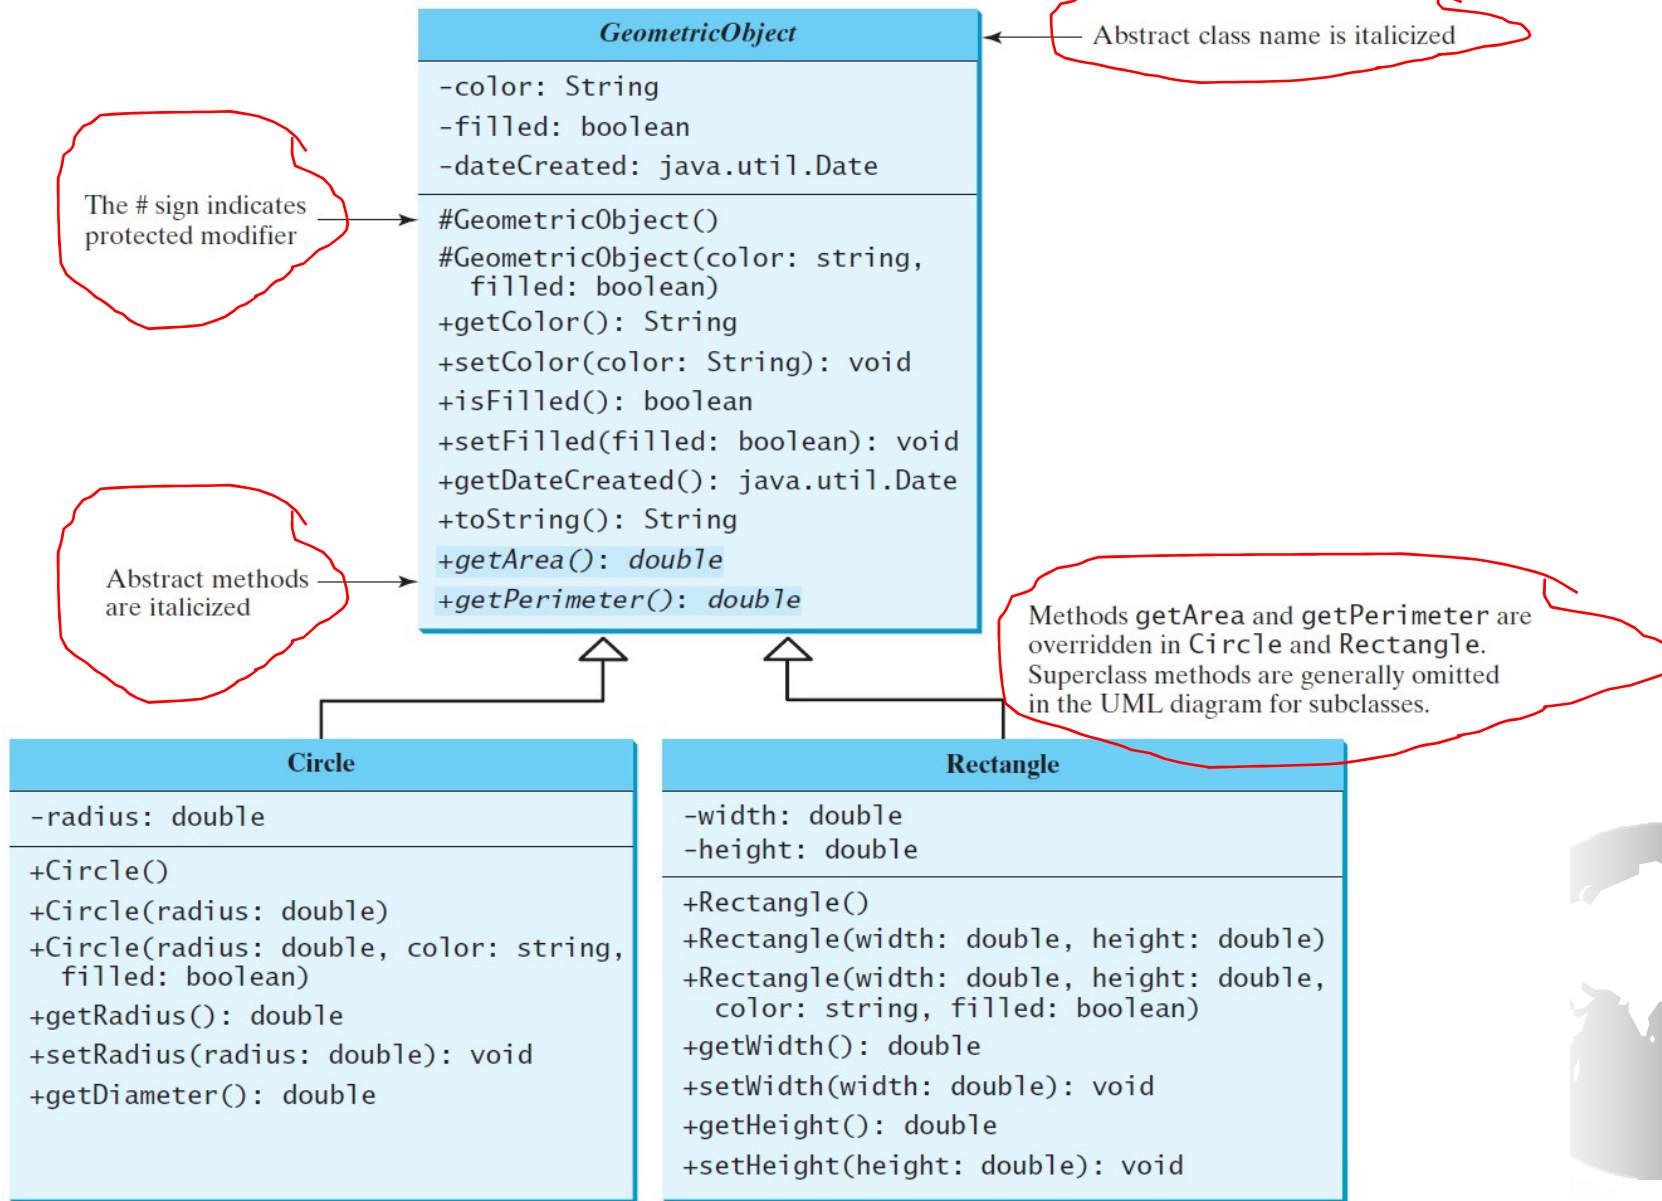 GeometricObject
Abstract class name is italicized
-color: String
-filled: boolean
-dateCreated: java.util.Date
The # sign indicates
protected modifier
#GeometricObject()
#GeometricObject(color: string,
filled: boolean)
+getColor(): String
+setColor(color: String): void
+isFilled(): boolean
+setFilled(filled: boolean): void
+getDateCreated(): java.util.Date
+toString(): String
+getArea(): double
+getPerimeter(): double
Abstract methods
are italicized
Methods getArea and getPerimeter are
overridden in Circle and Rectangle.
Superclass methods are generally omitted
in the UML diagram for subclasses.
Circle
-radius: double
+Circle()
+Circle(radius: double)
+Circle(radius: double, color: string,
filled: boolean)
+getRadius(): double
+setRadius(radius: double): void
+getDiameter(): double
Rectangle
-width: double
-height: double
+Rectangle()
+Rectangle(width: double, height: double)
+Rectangle(width: double, height: double,
color: string, filled: boolean)
+getWidth(): double
+setWidth(width: double): void
+getHeight(): double
+setHeight(height: double): void